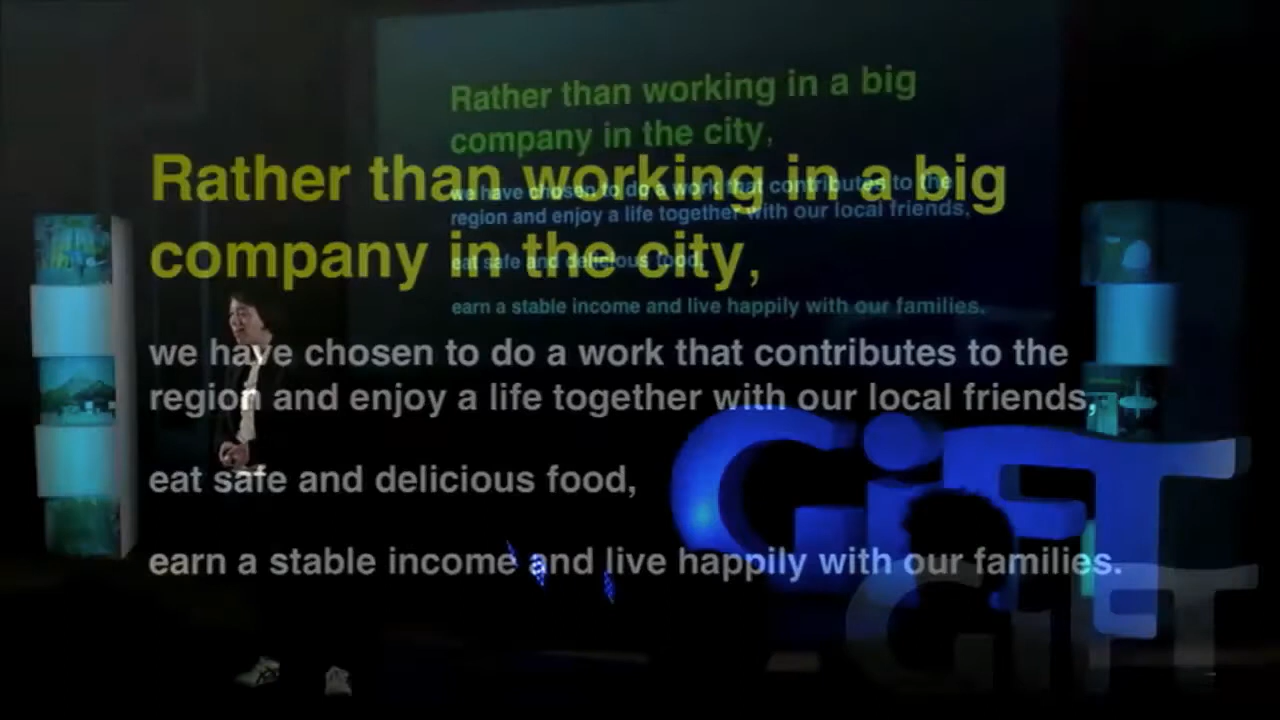 Rather than working in a big
company in the city,
we have chosen to do a work that contributes to the
region and enjoy a life together with our local friends,
eat safe and delicious food,
earn a stable income and live happily with our families.
Rather than working in a big
company in the city,
we have chosen to do a work that contributes to the
region and enjoy a life together with our local friends,
eat safe and delicious food,
earn a stable income and live happily with our families.
GiFT
GiFT